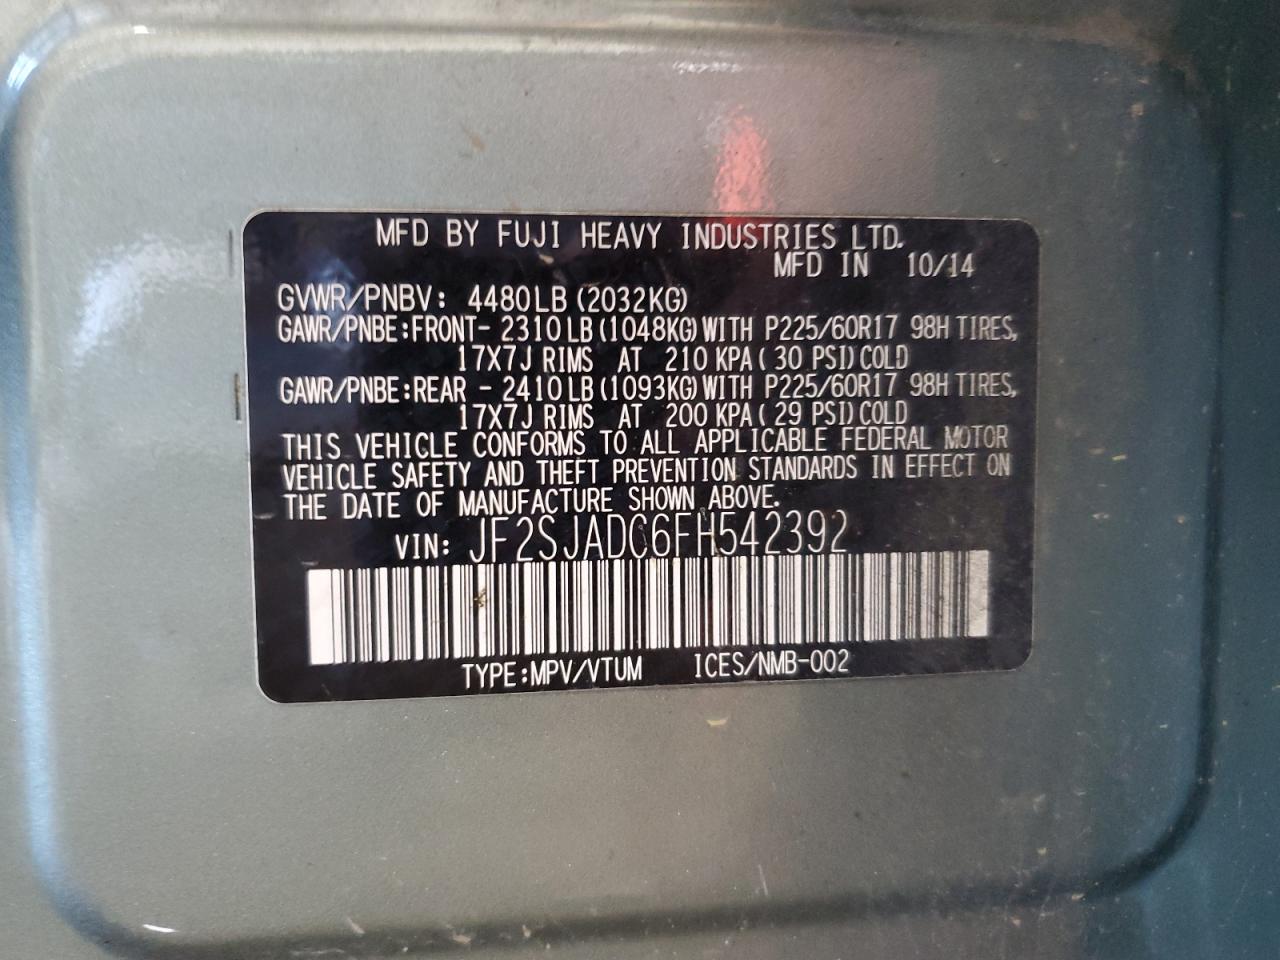 MFD BY FUJI HEAVY INDUSTRIES LTD.
MFD IN 10/14
GVWR/PNBV: 4480LB (2032KG)
GAWR/PNBE:FRONT- 2310LB (1048KG) WITH P225/60R17 98H TIRES,
17X7J RIMS AT 210 KPA ( 30 PSI) COLD
GAWR/PNBE:REAR - 2410LB (1093KG) WITH P225/60R17 98H TIRES,
17X7J RIMS AT 200 KPA ( 29 PSI) COLD
THIS VEHICLE CONFORMS TO ALL APPLICABLE FEDERAL MOTOR
VEHICLE SAFETY AND THEFT PREVENTION STANDARDS IN EFFECT ON
THE DATE OF MANUFACTURE SHOWN ABOVE.
VIN: JF2SJADC6FH542392
TYPE:MPV/VTUM ICES/NMB-002